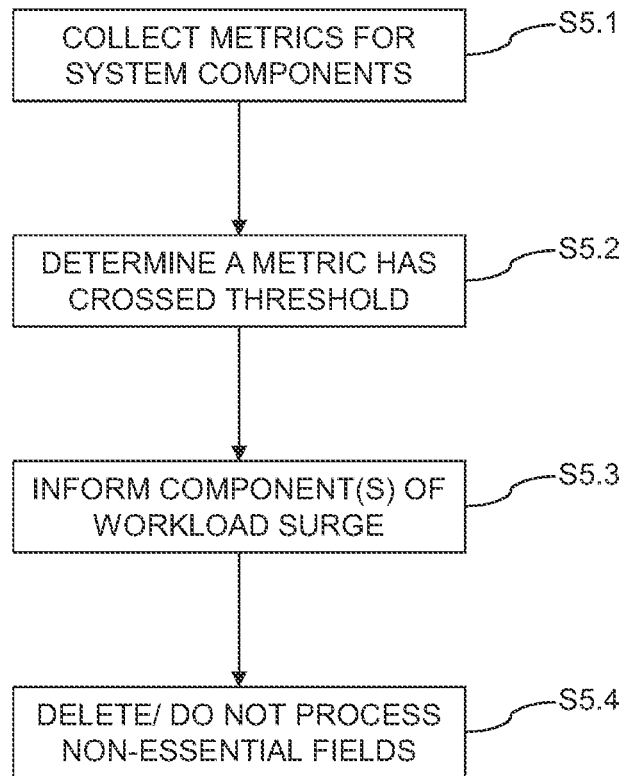 COLLECT METRICS FOR
SYSTEM COMPONENTS
S5.1
DETERMINE A METRIC HAS
CROSSED THRESHOLD
S5.2
INFORM COMPONENT(S) OF
WORKLOAD SURGE
S5.3
DELETE/ DO NOT PROCESS
NON-ESSENTIAL FIELDS
S5.4